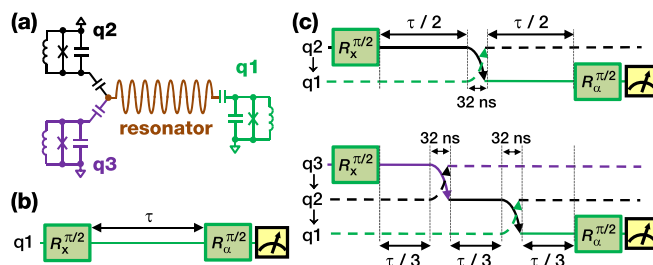 (a)
q2
q1
resonator
q3
(b)
τ
q1 R_x^{π/2} R_α^{π/2}
(c)
τ / 2 τ / 2
q2 R_x^{π/2}
q1 R_α^{π/2}
32 ns
32 ns 32 ns
q3 R_x^{π/2}
q2
q1 R_α^{π/2}
τ / 3 τ / 3 τ / 3